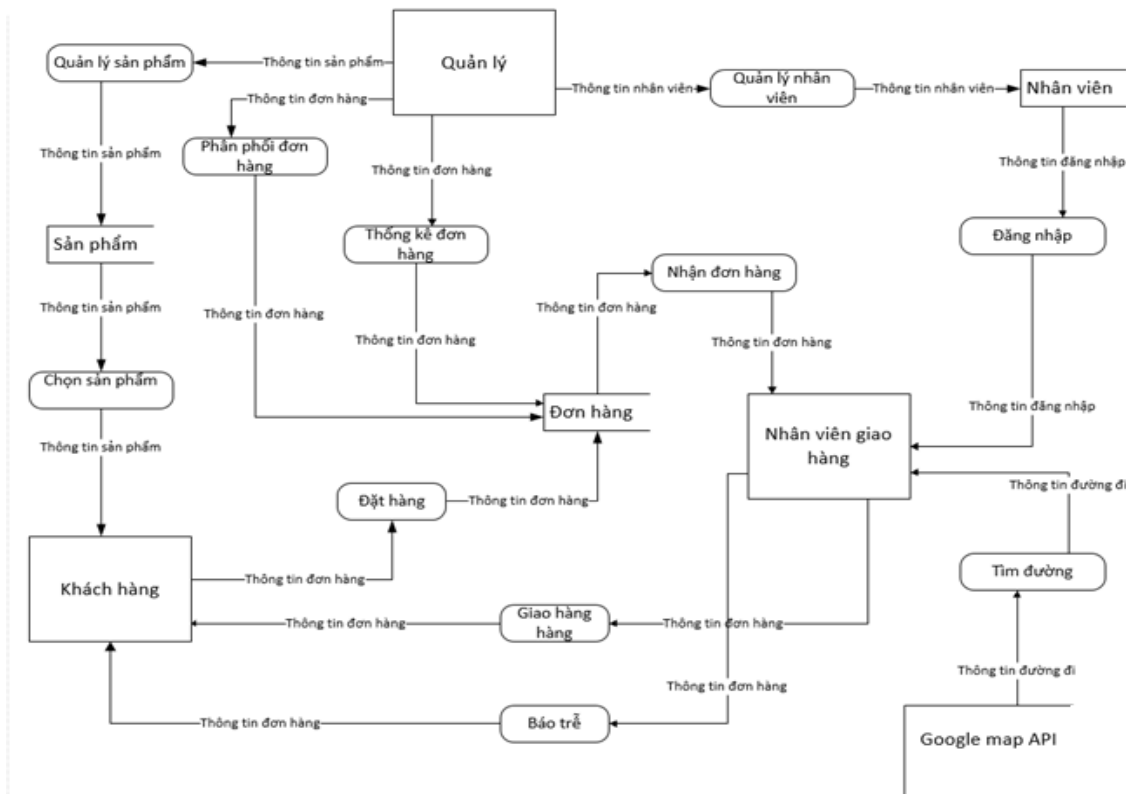 Quản lý sản phẩm
Thông tin sản phẩm
Quản lý
Thông tin nhân viên
Quản lý nhân
viên
Thông tin nhân viên
Nhân viên
Thông tin đơn hàng
Phân phối đơn
hàng
Thông tin sản phẩm
Thông tin đơn hàng
Thông tin đăng nhập
Sản phẩm
Thống kê đơn
hàng
Đăng nhập
Nhận đơn hàng
Thông tin sản phẩm
Thông tin đơn hàng
Thông tin đơn hàng
Thông tin đơn hàng
Thông tin đơn hàng
Chọn sản phẩm
Đơn hàng
Thông tin đăng nhập
Nhân viên giao
hàng
Thông tin sản phẩm
Đặt hàng
Thông tin đơn hàng
Thông tin đường đi
Khách hàng
Thông tin đơn hàng
Tìm đường
Thông tin đơn hàng
Giao hàng
hàng
Thông tin đơn hàng
Thông tin đường đi
Thông tin đơn hàng
Thông tin đơn hàng
Báo trễ
Google map API